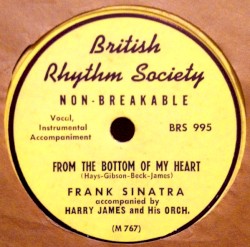 British
Rhythm Society
NON-BREAKABLE
Vocal,
Instrumental
Accompaniment
BRS 995
FROM THE BOTTOM OF MY HEART
(Hays-Gibson-Beck-James)
FRANK SINATRA
accompanied by
HARRY JAMES and His ORCH.
(M 767)